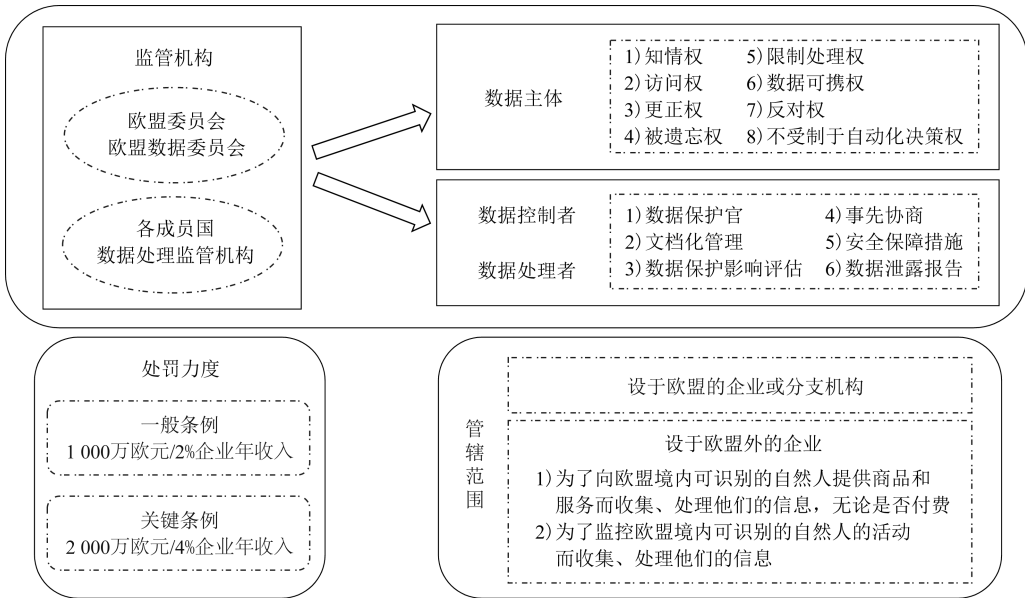 监管机构
欧盟委员会
欧盟数据委员会
各成员国
数据处理监管机构
数据主体
1)知情权
2)访问权
3)更正权
4)被遗忘权
5)限制处理权
6)数据可携权
7)反对权
8)不受制于自动化决策权
数据控制者
数据处理者
1)数据保护官
2)文档化管理
3)数据保护影响评估
4)事先协商
5)安全保障措施
6)数据泄露报告
处罚力度
一般条例
1 000万欧元/2%企业年收入
关键条例
2 000万欧元/4%企业年收入
管辖范围
设于欧盟的企业或分支机构
设于欧盟外的企业
1)为了向欧盟境内可识别的自然人提供商品和
服务而收集、处理他们的信息，无论是否付费
2)为了监控欧盟境内可识别的自然人的活动
而收集、处理他们的信息